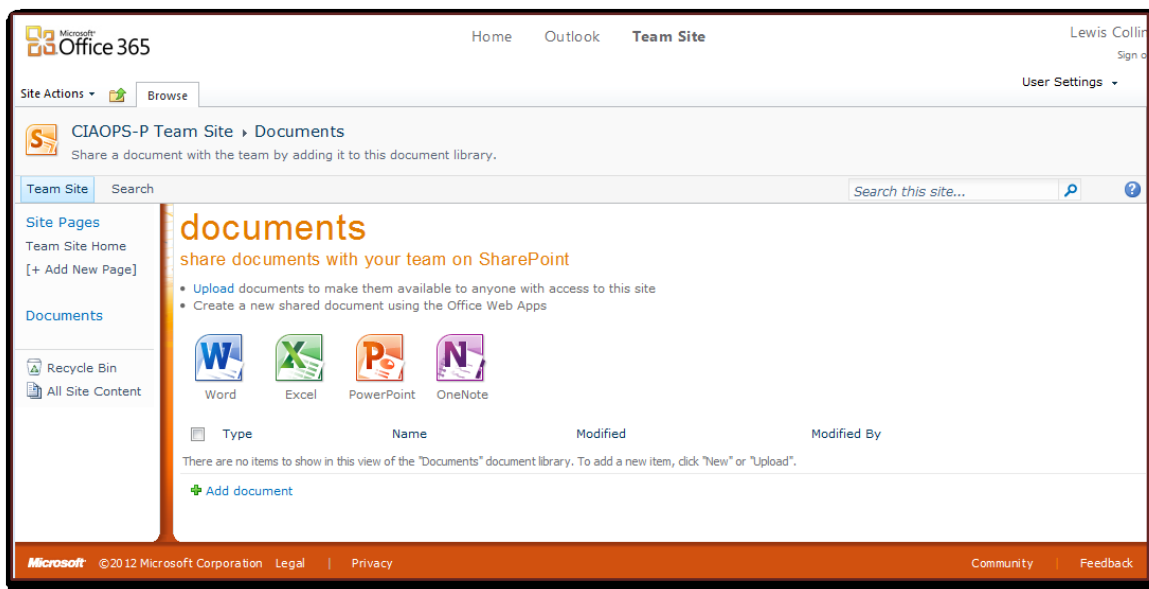 Microsoft®
Office 365
Home Outlook Team Site
Lewis Collin
Sign o
Site Actions Browse
User Settings
CIAOPS-P Team Site ▸ Documents
Share a document with the team by adding it to this document library.
Team Site Search
Search this site...
Site Pages
Team Site Home
[+ Add New Page]
Documents
Recycle Bin
All Site Content
documents
share documents with your team on SharePoint
• Upload documents to make them available to anyone with access to this site
• Create a new shared document using the Office Web Apps
Word Excel PowerPoint OneNote
Type Name Modified Modified By
There are no items to show in this view of the "Documents" document library. To add a new item, click "New" or "Upload".
Add document
Microsoft ©2012 Microsoft Corporation Legal | Privacy
Community | Feedback